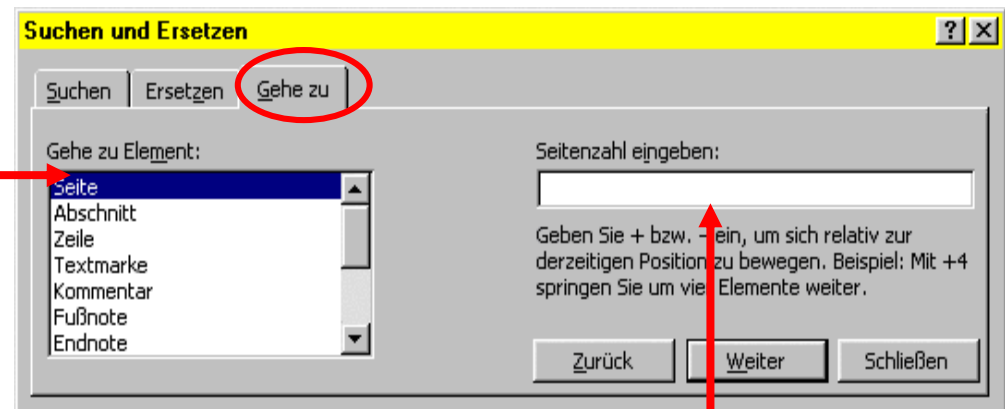 Suchen und Ersetzen
Suchen Ersetzen Gehe zu
Gehe zu Element:
Seite
Abschnitt
Zeile
Textmarke
Kommentar
Fußnote
Endnote
Seitenzahl eingeben:
Geben Sie + bzw. – ein, um sich relativ zur
derzeitigen Position zu bewegen. Beispiel: Mit +4
springen Sie um vier Elemente weiter.
Zurück Weiter Schließen